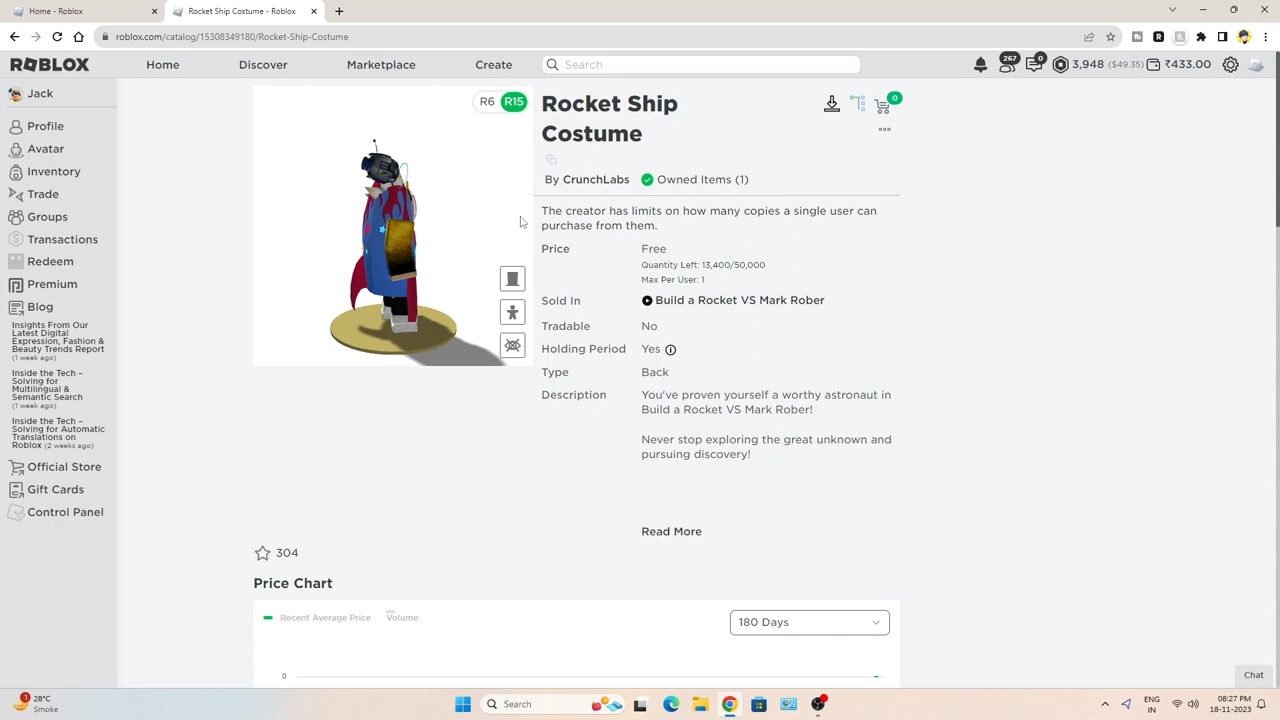 Home - Roblox
Rocket Ship Costume - Roblox
roblox.com/catalog/15308349180/Rocket-Ship-Costume
ROBLOX
Home
Discover
Marketplace
Create
Search
267
0
3,948 ($49.35)
₹433.00
Jack
Profile
Avatar
Inventory
Trade
Groups
Transactions
Redeem
Premium
Blog
Insights From Our
Latest Digital
Expression, Fashion &
Beauty Trends Report
(1 week ago)
Inside the Tech –
Solving for
Multilingual &
Semantic Search
(1 week ago)
Inside the Tech –
Solving for Automatic
Translations on
Roblox (2 weeks ago)
Official Store
Gift Cards
Control Panel
R6 R15
Rocket Ship
Costume
0
By CrunchLabs Owned Items (1)
The creator has limits on how many copies a single user can
purchase from them.
Price Free
Quantity Left: 13,400/50,000
Max Per User: 1
Sold In Build a Rocket VS Mark Rober
Tradable No
Holding Period Yes
Type Back
Description You've proven yourself a worthy astronaut in
Build a Rocket VS Mark Rober!
Never stop exploring the great unknown and
pursuing discovery!
Read More
304
Price Chart
Recent Average Price Volume
180 Days
0
Chat
1
28°C
Smoke
Search
ENG
IN
08:27 PM
18-11-2023